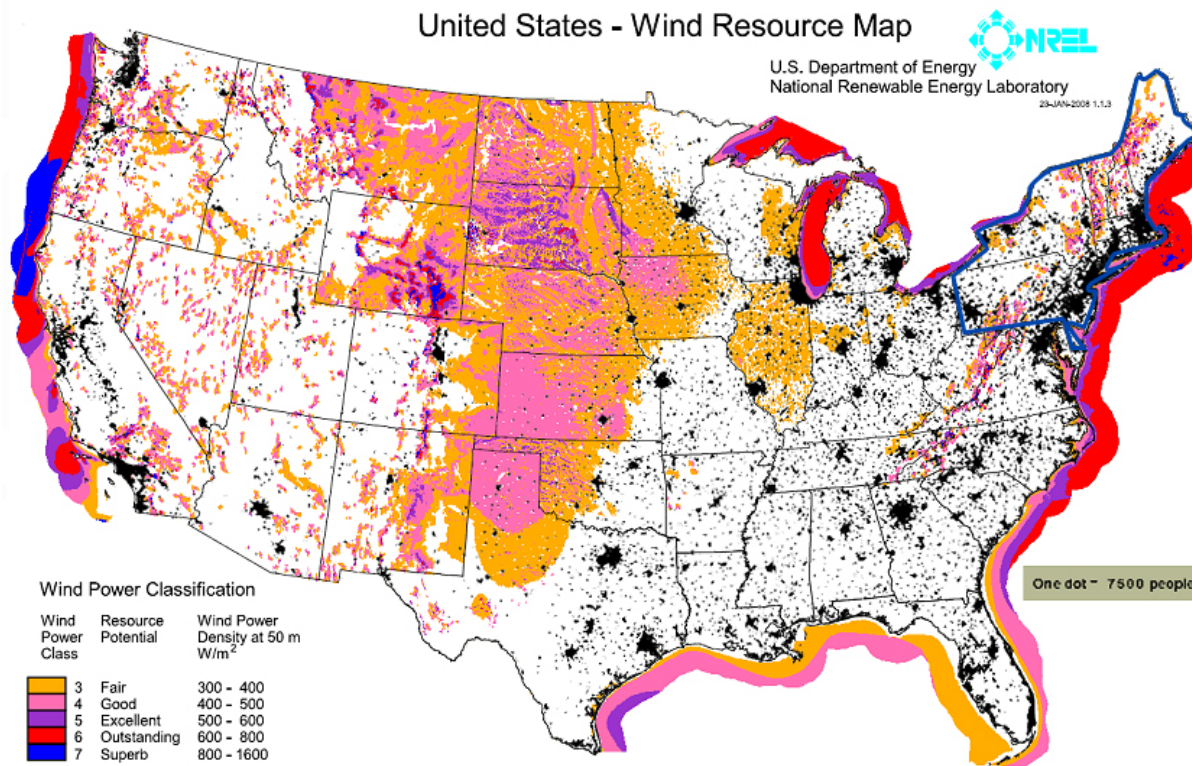 United States - Wind Resource Map
NREL
U.S. Department of Energy
National Renewable Energy Laboratory
23-JAN-2008 1.1.3
One dot = 7500 people
Wind Power Classification
Wind Resource Wind Power
Power Potential Density at 50 m
Class W/m²
3 Fair 300 - 400
4 Good 400 - 500
5 Excellent 500 - 600
6 Outstanding 600 - 800
7 Superb 800 - 1600